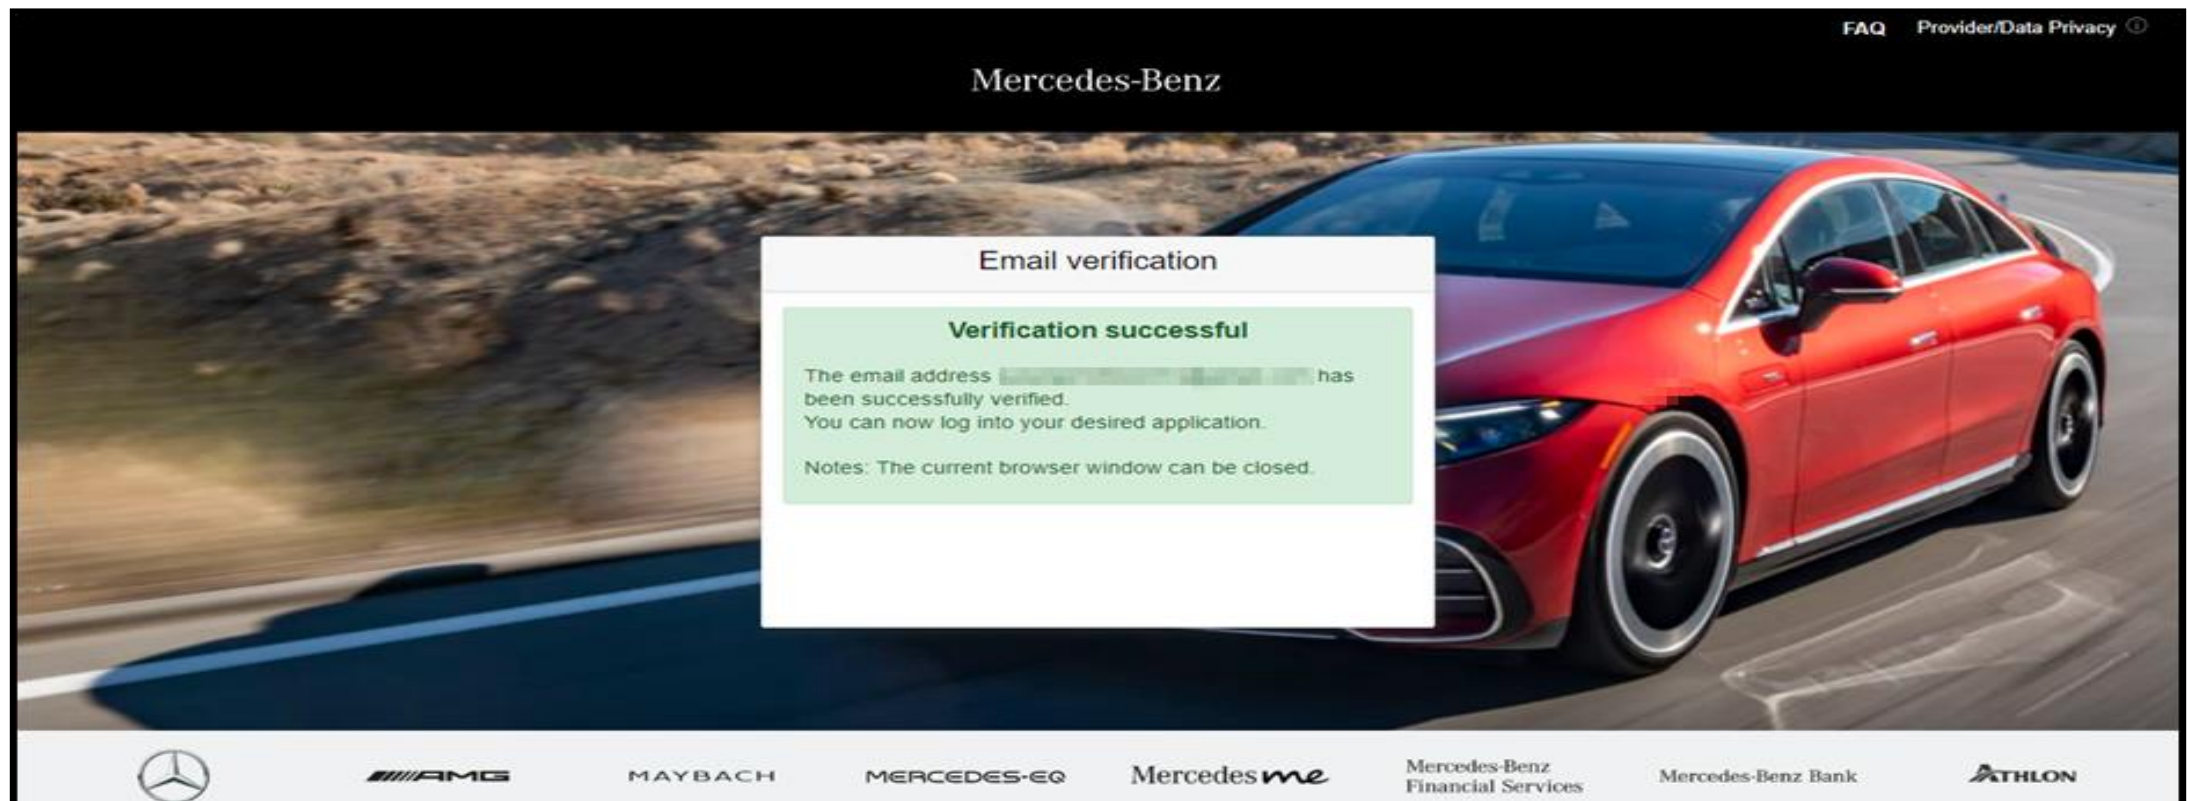 FAQ Provider/Data Privacy
Mercedes-Benz
Email verification
Verification successful
The email address has
been successfully verified.
You can now log into your desired application.
Notes: The current browser window can be closed.
AMG
MAYBACH
MERCEDES-EQ
Mercedes me
Mercedes-Benz
Financial Services
Mercedes-Benz Bank
ATHLON